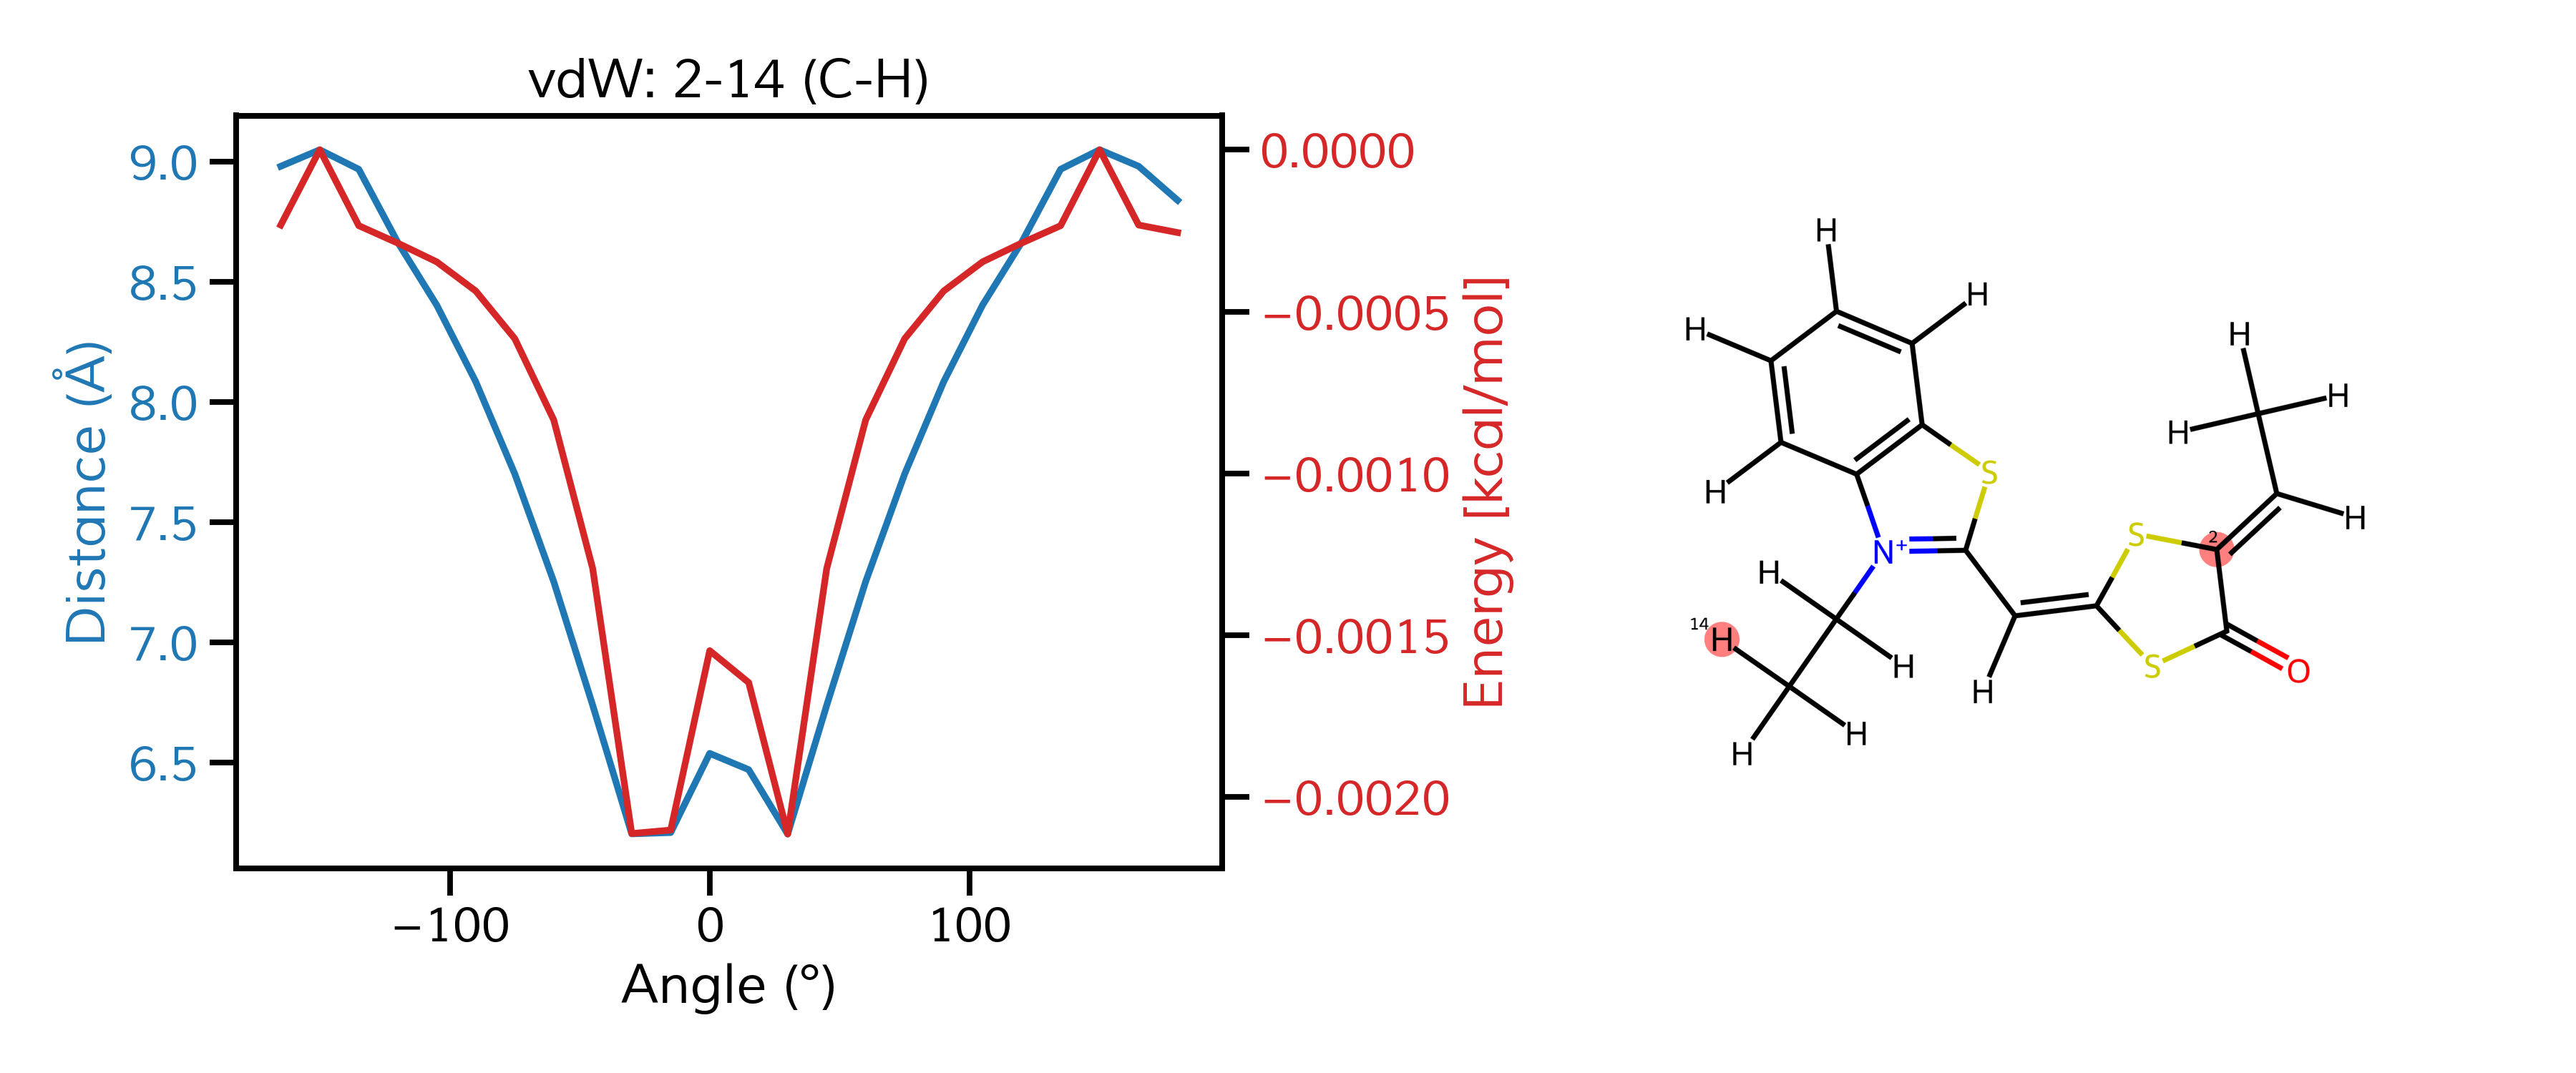 vdW: 2-14 (C-H)
Distance (Å)
9.0
8.5
8.0
7.5
7.0
6.5
0.0000
−0.0005
−0.0010
−0.0015
−0.0020
Energy [kcal/mol]
−100
0
100
Angle (°)
H
H
H
H
H
H
H
H
S
H
S
2
N⁺
H
14
H
H
S
O
H
H
H